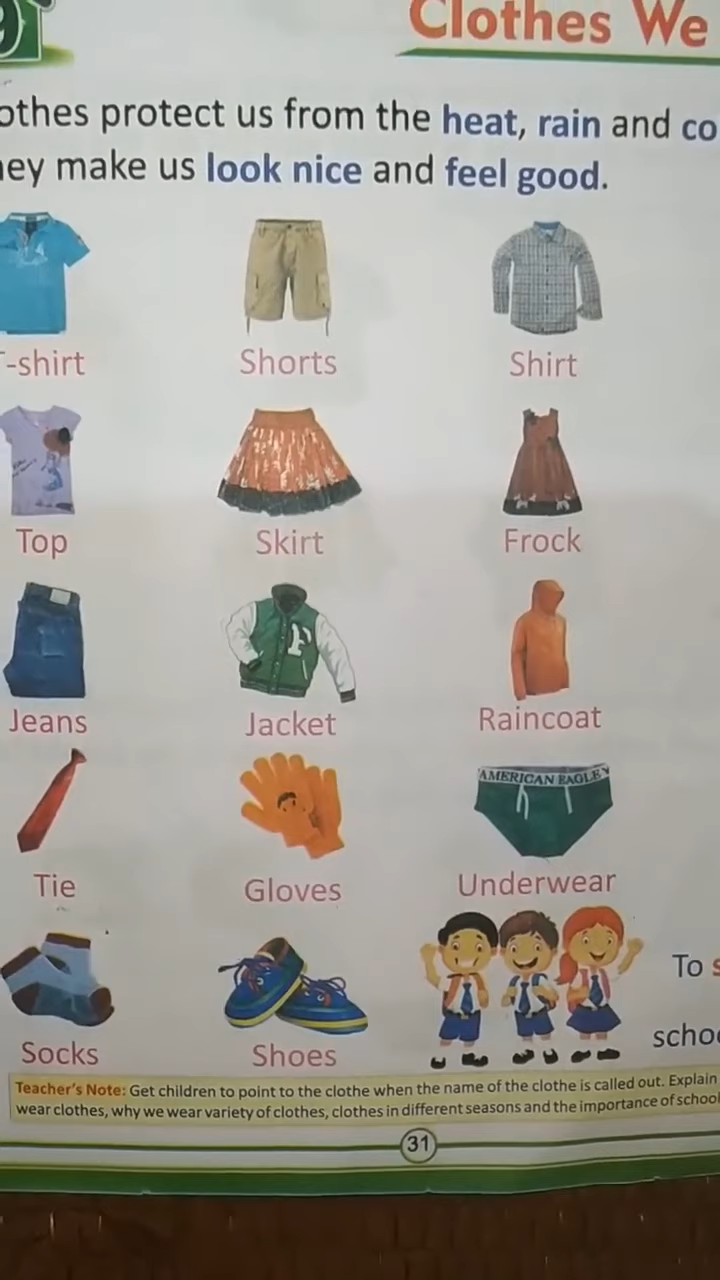 9
Clothes We
othes protect us from the heat, rain and co
hey make us look nice and feel good.
T-shirt Shorts Shirt
Top Skirt Frock
Jeans Jacket Raincoat
AMERICAN EAGLE
Tie Gloves Underwear
To s
schoo
Socks Shoes
Teacher's Note: Get children to point to the clothe when the name of the clothe is called out. Explain
wear clothes, why we wear variety of clothes, clothes in different seasons and the importance of school
31